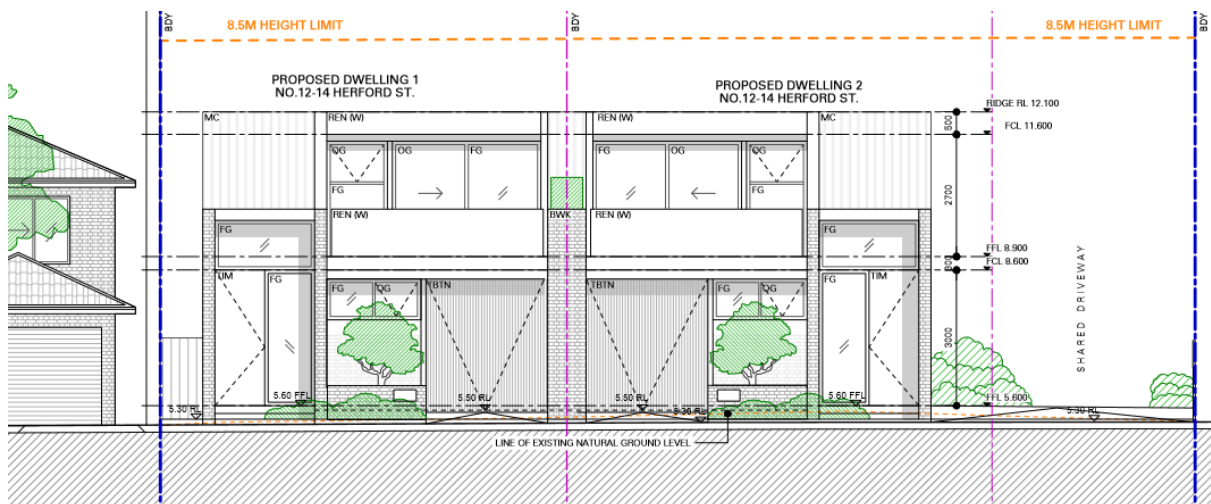 BDY
8.5M HEIGHT LIMIT
BDY
8.5M HEIGHT LIMIT
BDY
PROPOSED DWELLING 1
NO.12-14 HERFORD ST.
PROPOSED DWELLING 2
NO.12-14 HERFORD ST.
RIDGE RL 12.100
MC
REN (W)
REN (W)
MC
FCL 11.600
OG
OG
FG
FG
OG
OG
FG
FG
2700
REN (W)
BWK
REN (W)
FG
FG
FFL 8.900
FCL 8.600
TIM
FG
FG
OG
TBTN
TBTN
FG
OG
FG
TIM
3000
SHARED DRIVEWAY
5.60 FFL
5.50 RL
5.50 RL
5.60 FFL
FFL 5.600
5.30 RL
5.30 RL
5.30 RL
LINE OF EXISTING NATURAL GROUND LEVEL